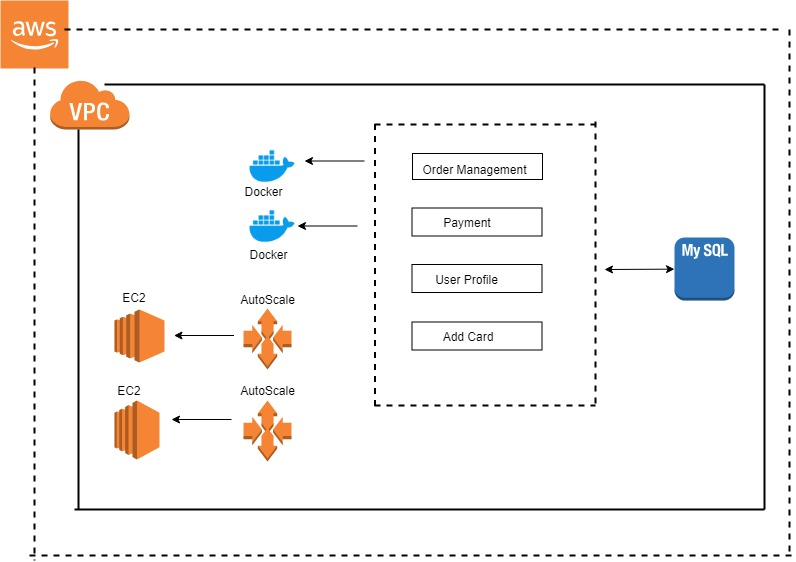 aws
VPC
Docker
Docker
EC2
AutoScale
EC2
AutoScale
Order Management
Payment
User Profile
Add Card
My SQL